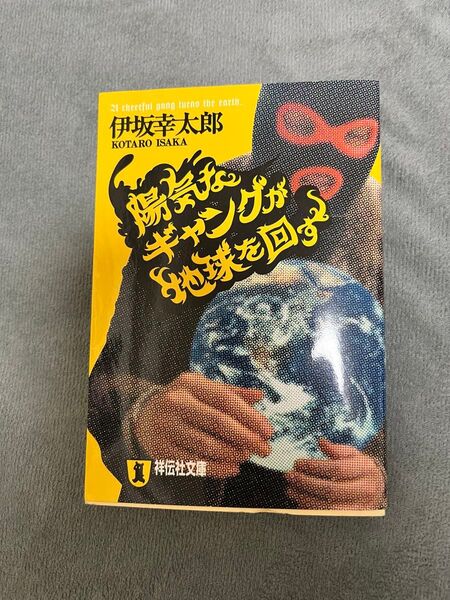 A cheerful gang turns the earth.
伊坂幸太郎
KOTARO ISAKA
陽気な
ギャングが
地球を回す
祥伝社文庫